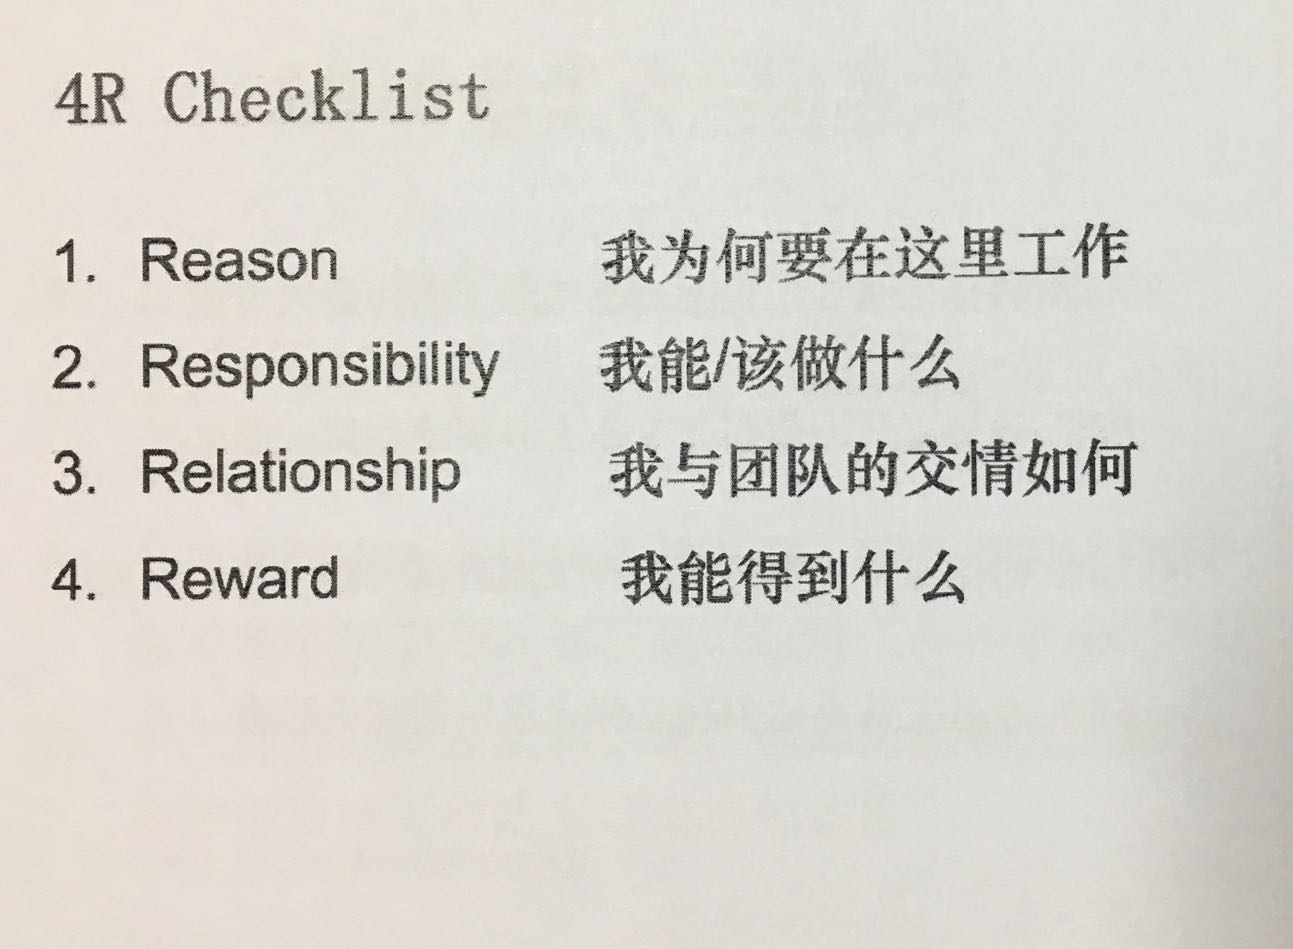 4R Checklist
1. Reason 我为何要在这里工作
2. Responsibility 我能/该做什么
3. Relationship 我与团队的交情如何
4. Reward 我能得到什么